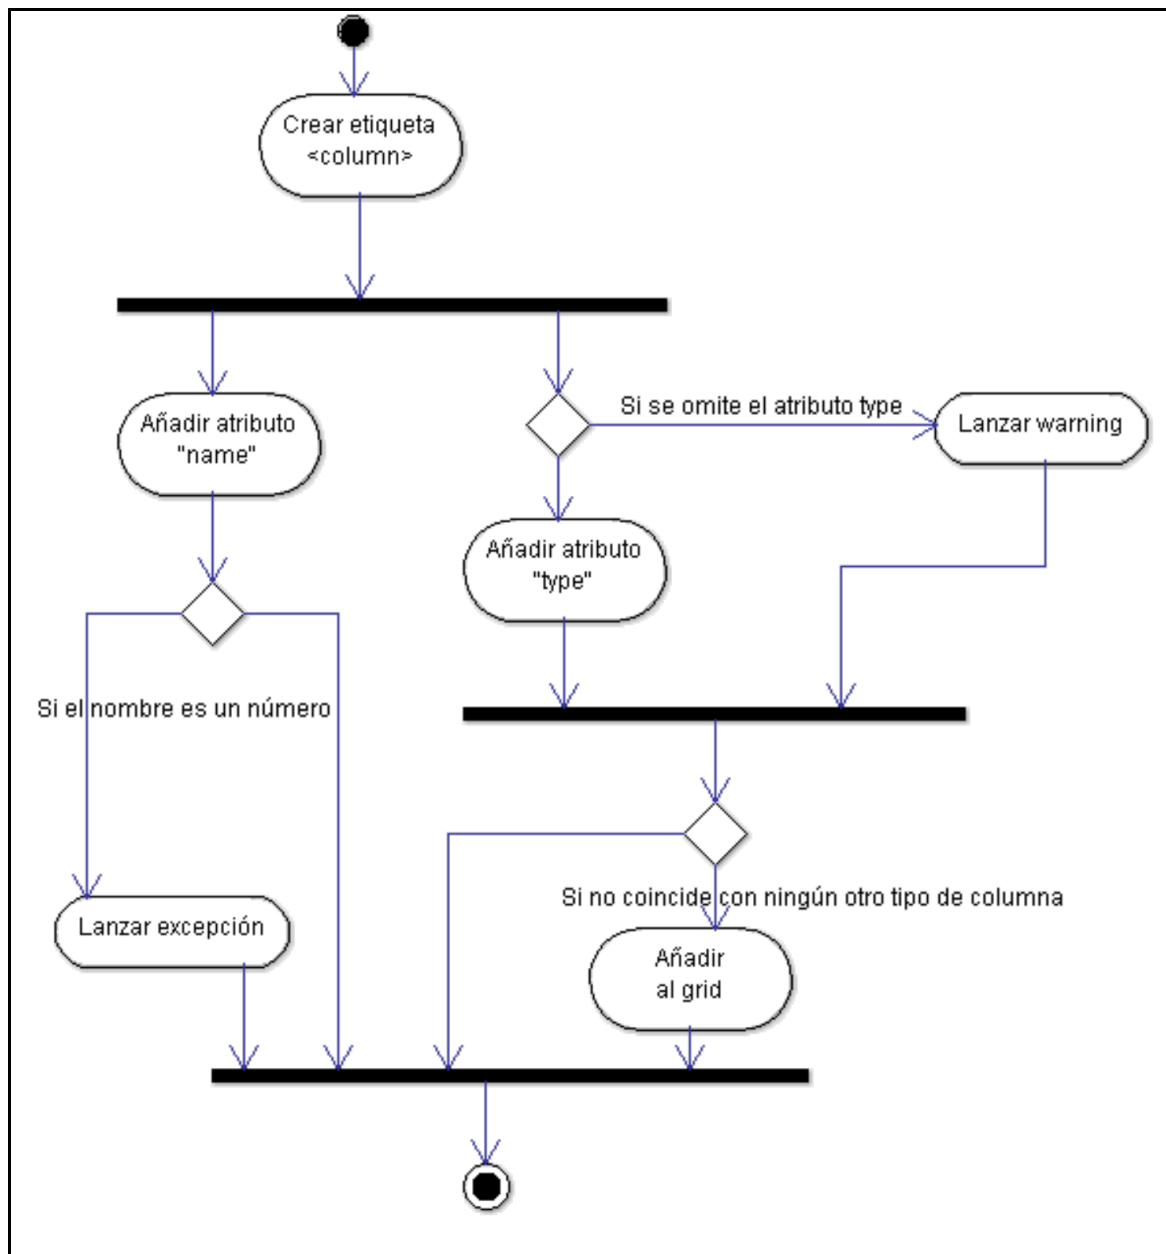 Crear etiqueta
<column>
Añadir atributo
"name"
Si se omite el atributo type
Lanzar warning
Añadir atributo
"type"
Si el nombre es un número
Si no coincide con ningún otro tipo de columna
Lanzar excepción
Añadir
al grid